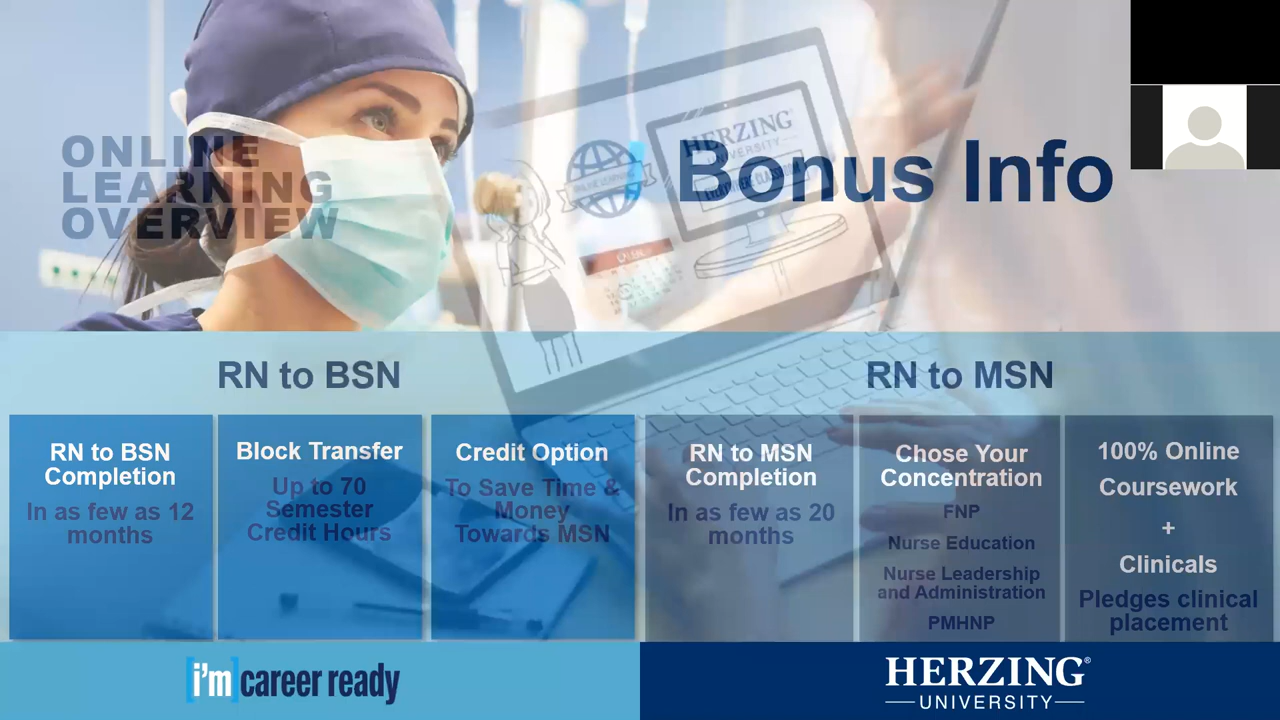 ONLINE
LEARNING
OVERVIEW
HERZING
UNIVERSITY
Bonus Info
RN to BSN
RN to BSN
Completion
In as few as 12
months
Block Transfer
Up to 70
Semester
Credit Hours
Credit Option
To Save Time &
Money
Towards MSN
RN to MSN
RN to MSN
Completion
In as few as 20
months
Chose Your
Concentration
FNP
Nurse Education
Nurse Leadership
and Administration
PMHNP
100% Online
Coursework
+
Clinicals
Pledges clinical
placement
[i'm] career ready
HERZING®
UNIVERSITY